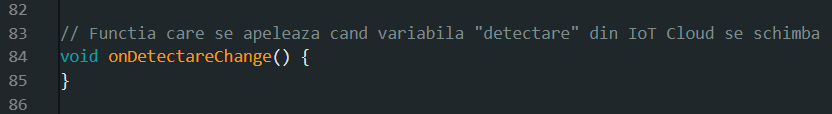 82
83 // Functia care se apeleaza cand variabila "detectare" din IoT Cloud se schimba
84 void onDetectareChange() {
85 }
86